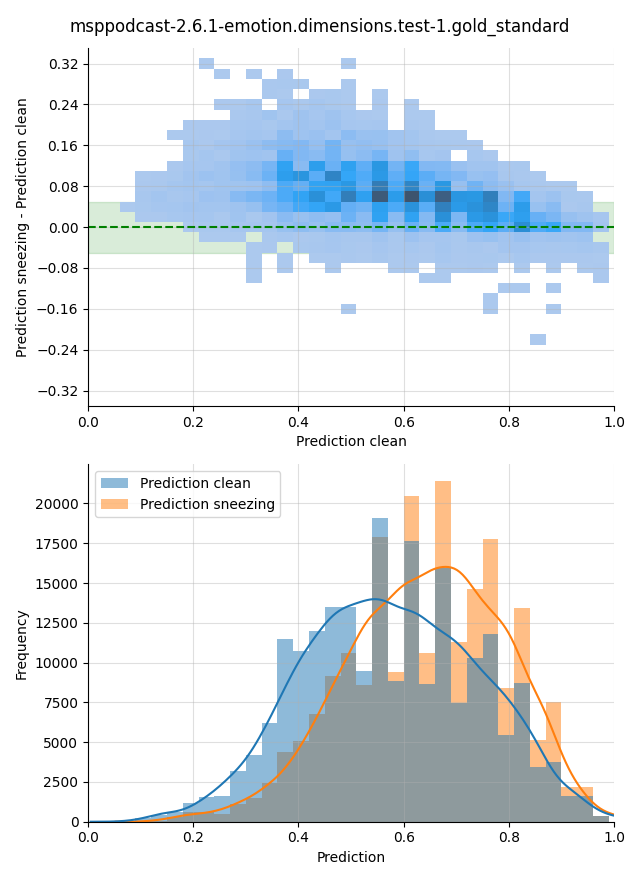 msppodcast-2.6.1-emotion.dimensions.test-1.gold_standard
0.32
0.24
0.16
0.08
0.00
−0.08
−0.16
−0.24
−0.32
Prediction sneezing - Prediction clean
0.0 0.2 0.4 0.6 0.8 1.0
Prediction clean
Prediction clean
Prediction sneezing
20000
17500
15000
12500
10000
7500
5000
2500
0
Frequency
0.0 0.2 0.4 0.6 0.8 1.0
Prediction